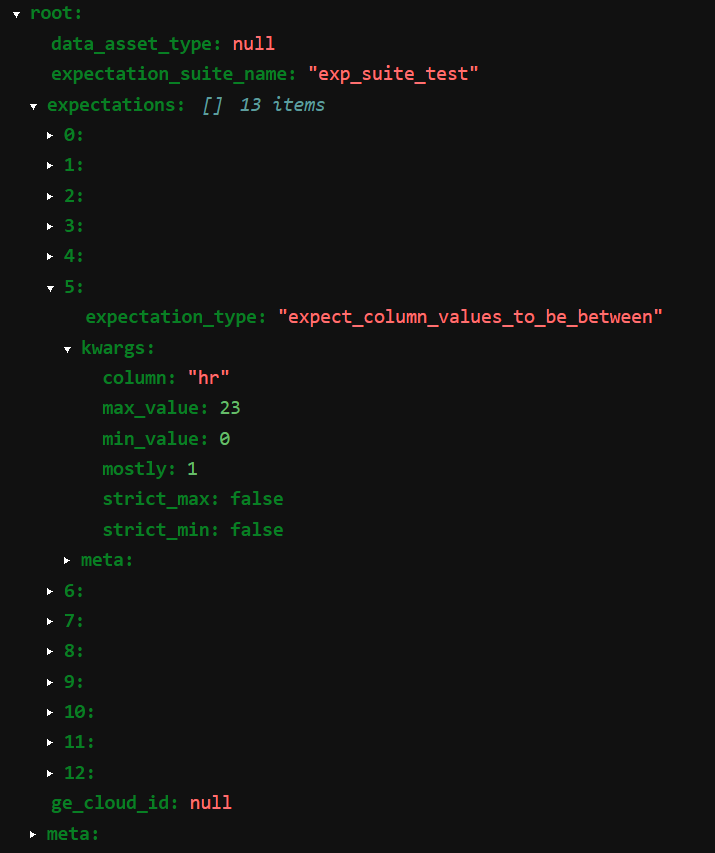 root:
data_asset_type: null
expectation_suite_name: "exp_suite_test"
expectations: [] 13 items
0:
1:
2:
3:
4:
5:
expectation_type: "expect_column_values_to_be_between"
kwargs:
column: "hr"
max_value: 23
min_value: 0
mostly: 1
strict_max: false
strict_min: false
meta:
6:
7:
8:
9:
10:
11:
12:
ge_cloud_id: null
meta: